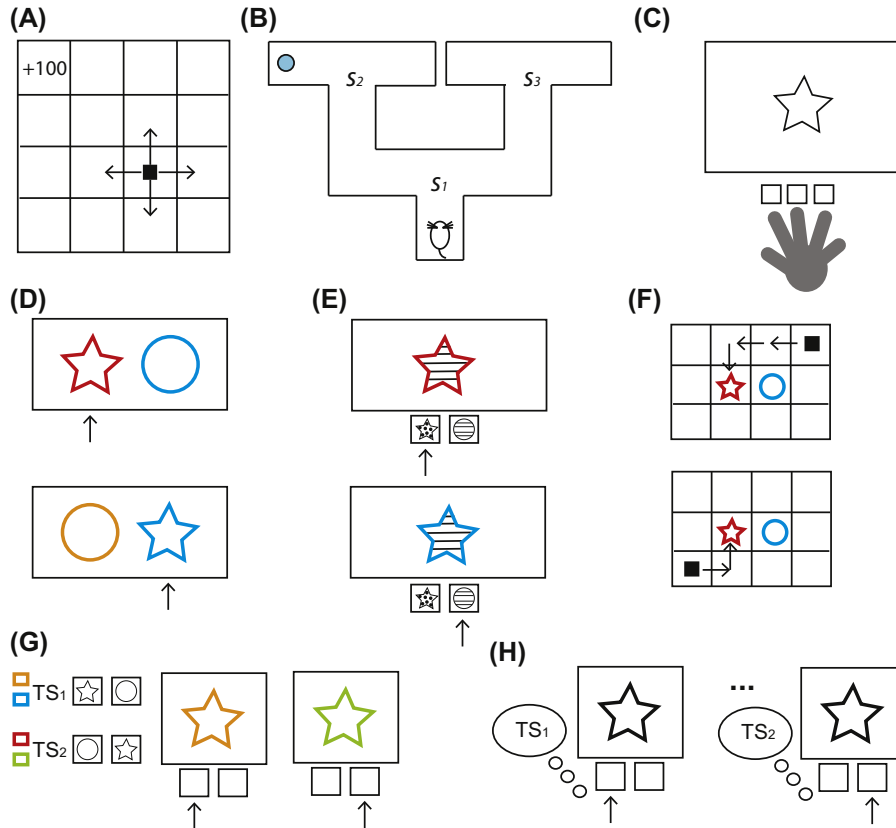 (A)
+100
(B)
S2
S3
S1
(C)
(D)
(E)
(F)
(G)
TS1
TS2
(H)
TS1
...
TS2